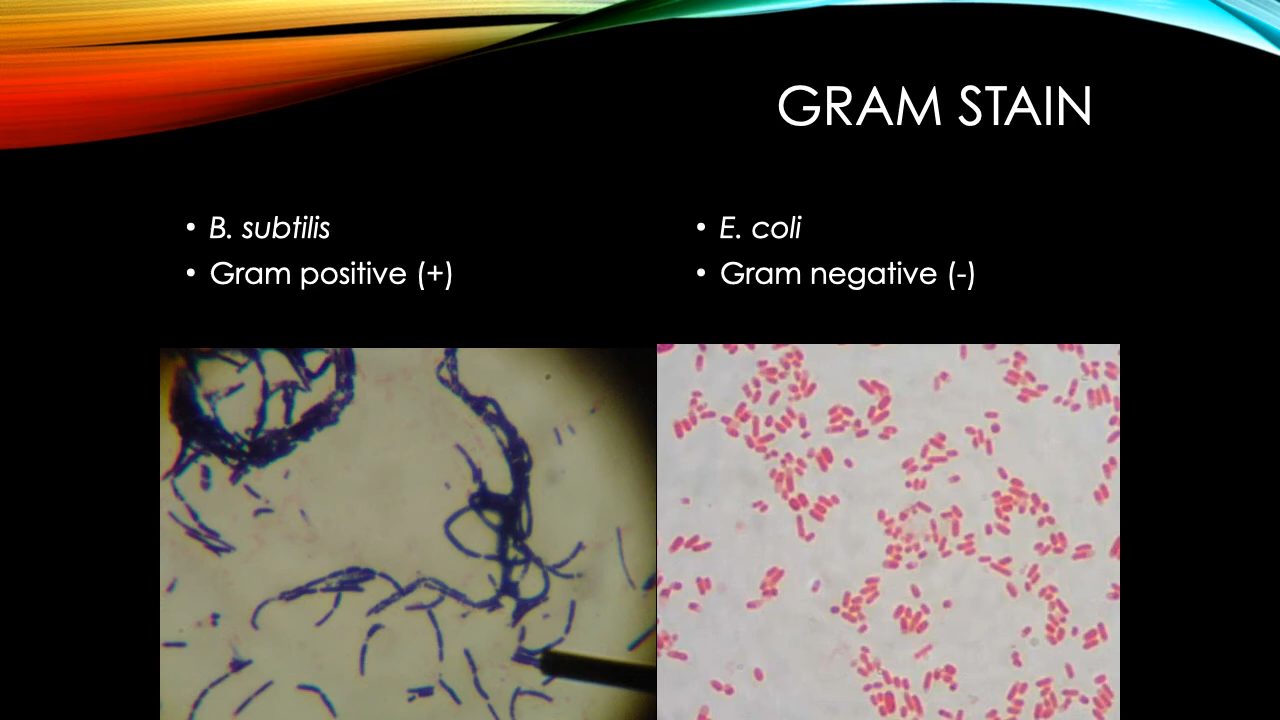 GRAM STAIN
• B. subtilis
• Gram positive (+)
• E. coli
• Gram negative (-)